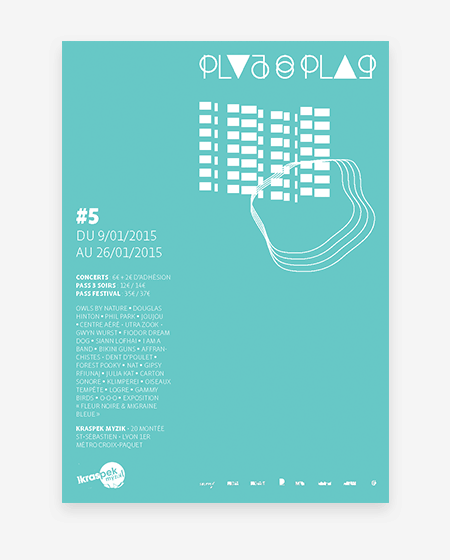 PLUG & PLAY
#5
DU 9/01/2015
AU 26/01/2015
CONCERTS : 6€ + 1€ D'ADHÉSION
PASS 3 SOIRS : 12€ / 14€
PASS FESTIVAL : 35€ / 37€
OWLS BY NATURE • DOUGLAS
HINTON • PHIL PARK • JOUJOU
• CENTRE AÉRÉ • UTRA ZOOK •
GWYN WURST • FIODOR DREAM
DOG • SIANN LOFHAI • I AM A
BAND • BIKINI GUNS • AFFRAN-
CHISTES • DENT D'POULET •
FOREST POOKY • NAT • GIPSY
RFIUNAJ • JULIA KAT • CARTON
SONORE • KLIMPEREI • OISEAUX
TEMPÊTE • LOGRE • GAMMY
BIRDS • O-O-O • EXPOSITION
« FLEUR NOIRE & MIGRAINE
BLEUE »
KRASPEK MYZIK • 20 MONTÉE
ST-SÉBASTIEN • LYON 1ER
MÉTRO CROIX-PAQUET
kraspek
myzik!